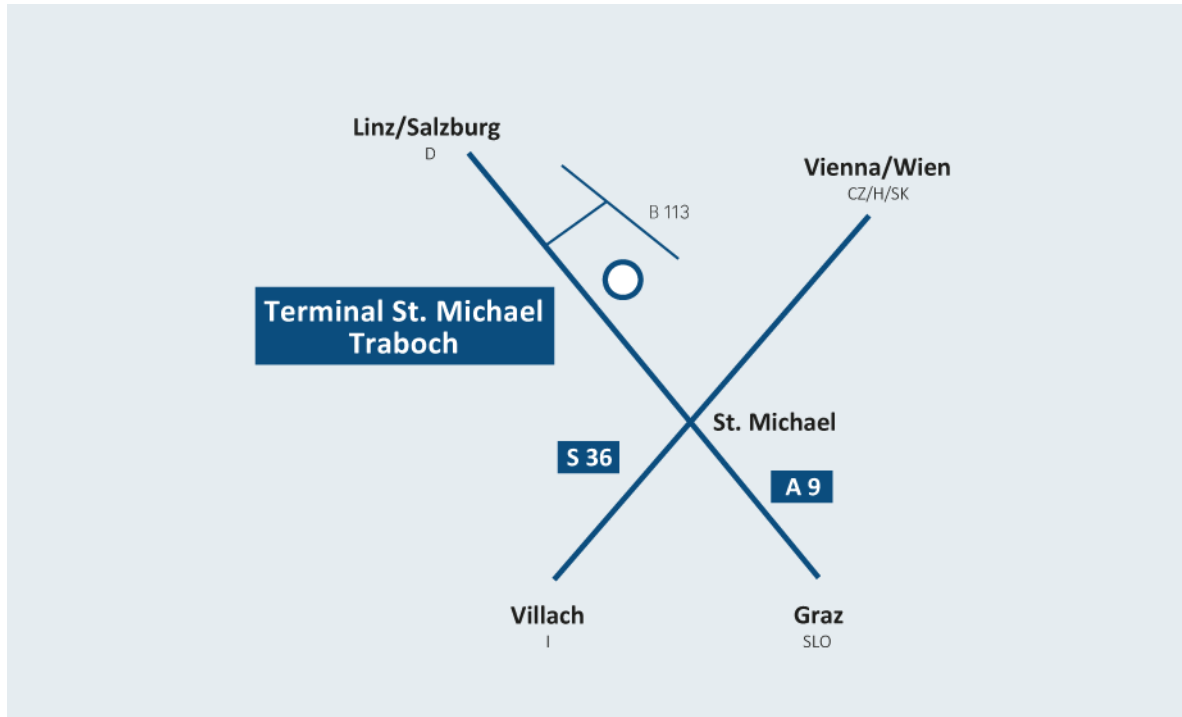 Linz/Salzburg
D
Vienna/Wien
CZ/H/SK
B 113
Terminal St. Michael
Traboch
St. Michael
S 36
A 9
Villach
I
Graz
SLO